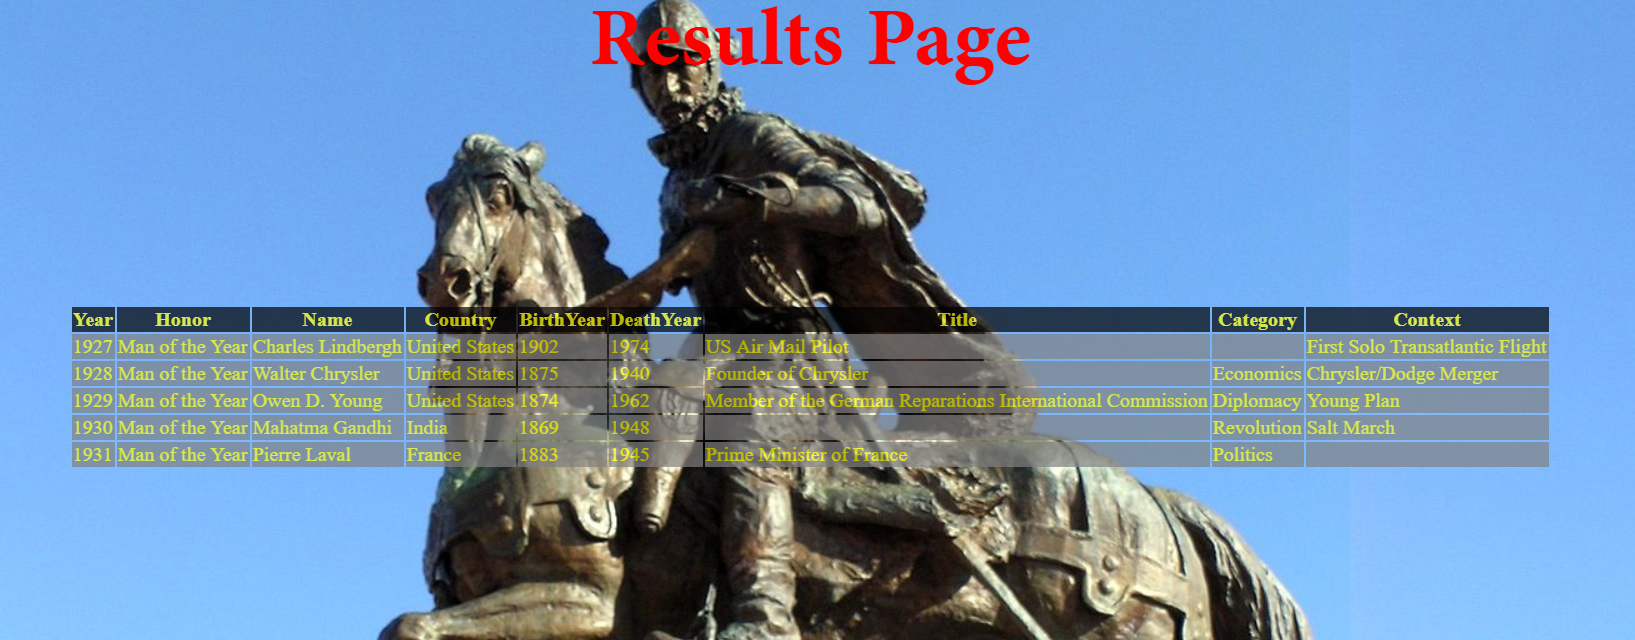 Results Page
Year Honor Name Country BirthYear DeathYear Title Category Context
1927 Man of the Year Charles Lindbergh United States 1902 1974 US Air Mail Pilot First Solo Transatlantic Flight
1928 Man of the Year Walter Chrysler United States 1875 1940 Founder of Chrysler Economics Chrysler/Dodge Merger
1929 Man of the Year Owen D. Young United States 1874 1962 Member of the German Reparations International Commission Diplomacy Young Plan
1930 Man of the Year Mahatma Gandhi India 1869 1948 Revolution Salt March
1931 Man of the Year Pierre Laval France 1883 1945 Prime Minister of France Politics